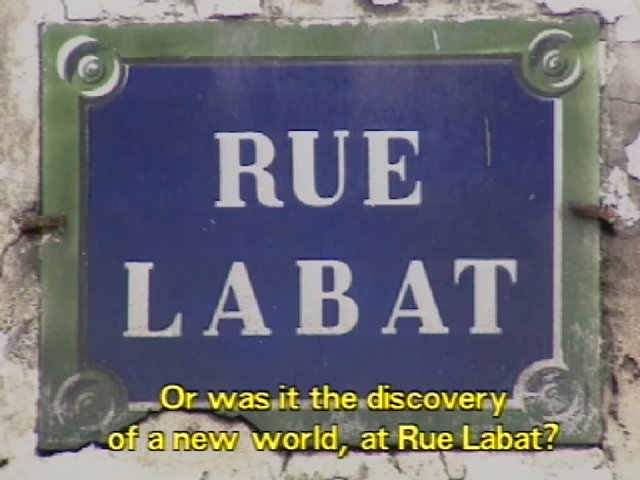 RUE
LABAT
Or was it the discovery
of a new world, at Rue Labat?